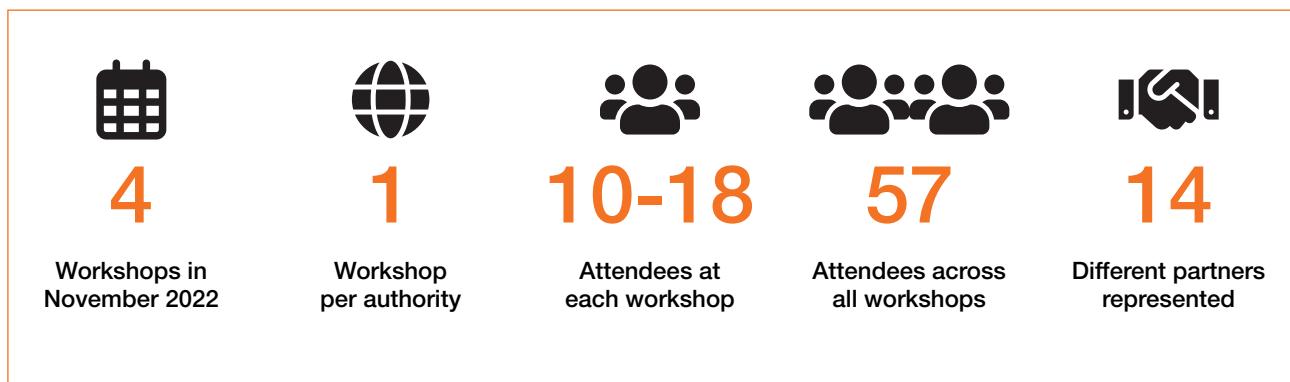 4
Workshops in
November 2022
1
Workshop
per authority
10-18
Attendees at
each workshop
57
Attendees across
all workshops
14
Different partners
represented